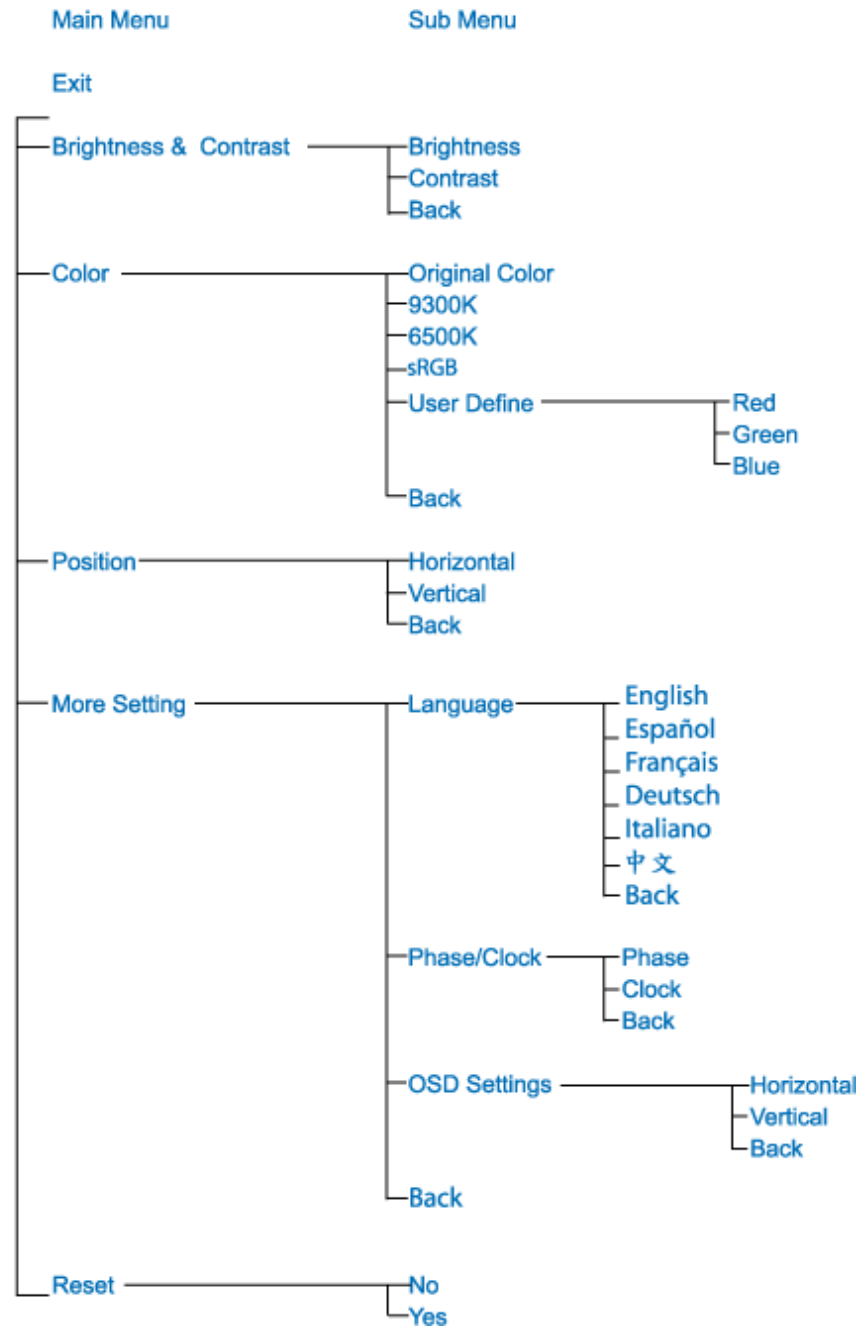 Main Menu Sub Menu
Exit
Brightness & Contrast Brightness
Contrast
Back
Color Original Color
9300K
6500K
sRGB
User Define Red
Green
Blue
Back
Position Horizontal
Vertical
Back
More Setting Language English
Español
Français
Deutsch
Italiano
中文
Back
Phase/Clock Phase
Clock
Back
OSD Settings Horizontal
Vertical
Back
Back
Reset No
Yes